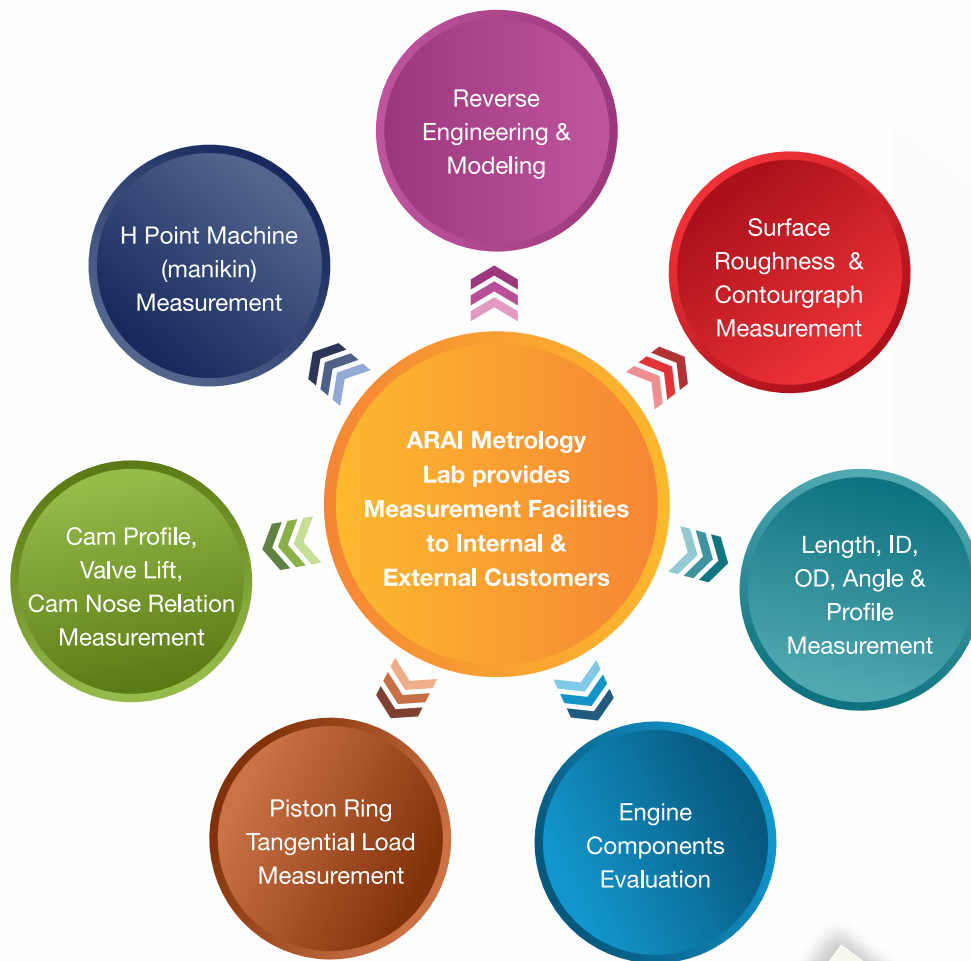 Reverse
Engineering &
Modeling
H Point Machine
(manikin)
Measurement
Surface
Roughness &
Contourgraph
Measurement
ARAI Metrology
Lab provides
Measurement Facilities
to Internal &
External Customers
Cam Profile,
Valve Lift,
Cam Nose Relation
Measurement
Length, ID,
OD, Angle &
Profile
Measurement
Piston Ring
Tangential Load
Measurement
Engine
Components
Evaluation